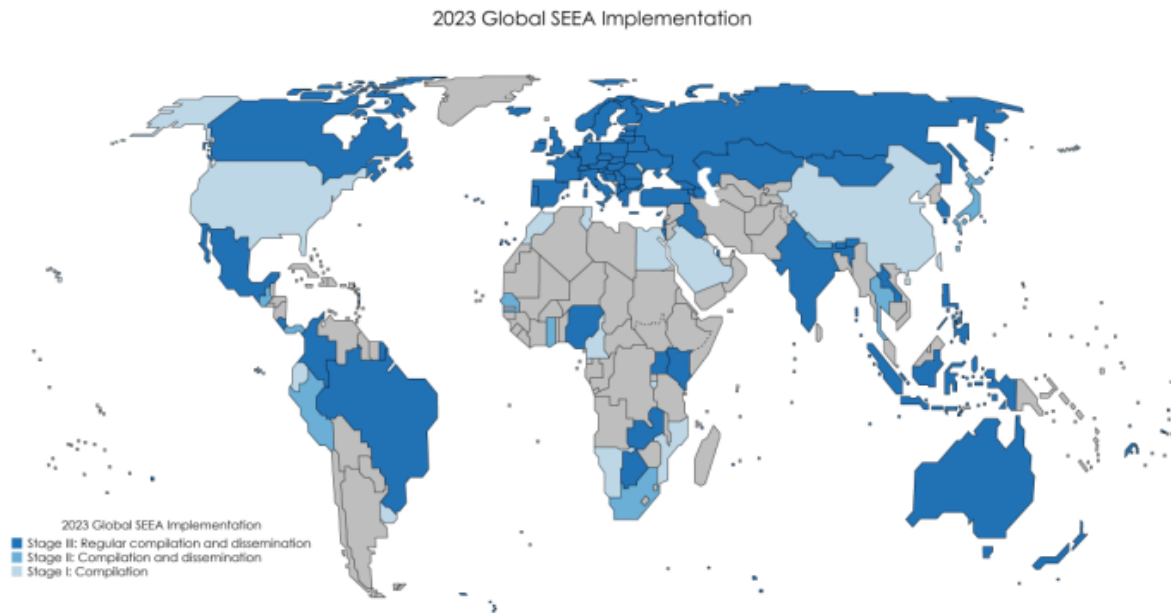 2023 Global SEEA Implementation
2023 Global SEEA Implementation
Stage III: Regular compilation and dissemination
Stage II: Compilation and dissemination
Stage I: Compilation